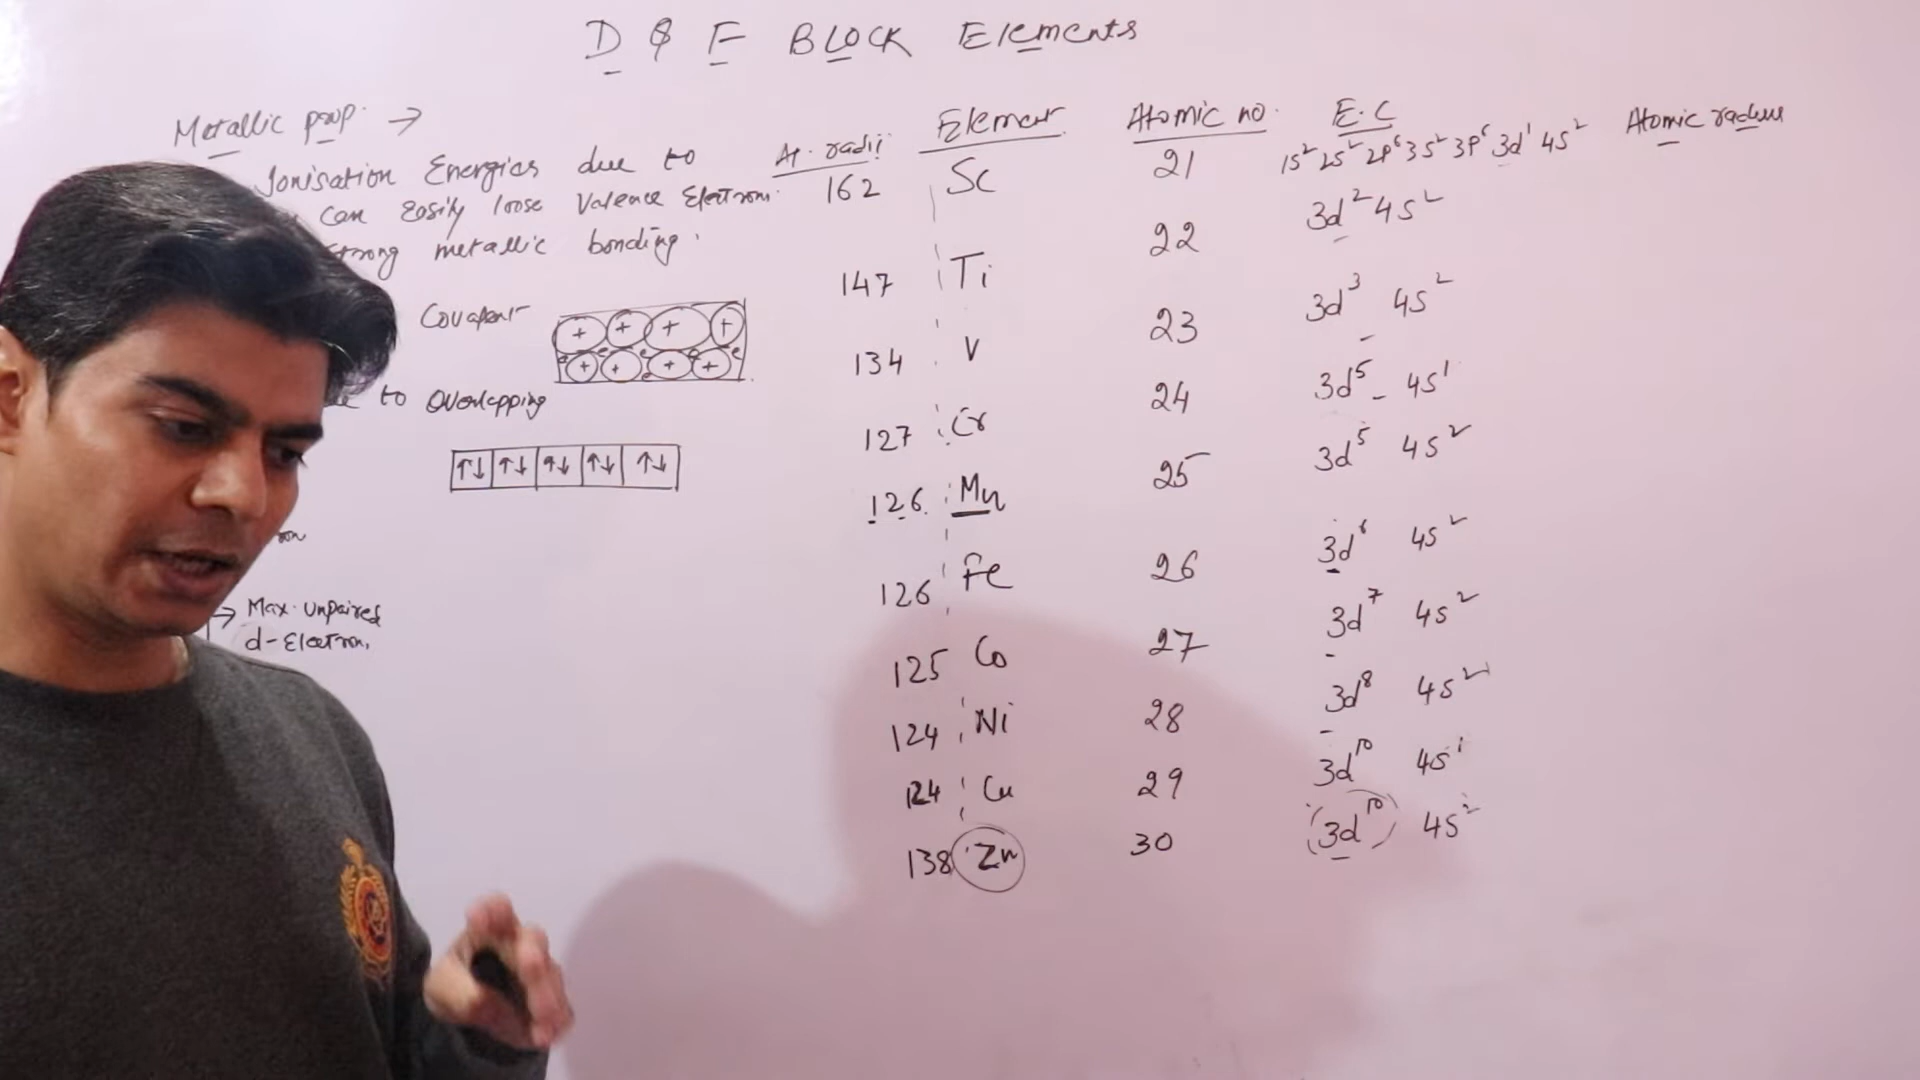 D & F BLOCK Elements
Metallic prop. →
Ionisation Energies due to
can Easily loose Valence Electron.
trong metallic bonding.
Covalent
+ + + +
+ + + +
to Overlapping
↑↓ ↑↓ ↑↓ ↑↓ ↑↓
on
→ Max. Unpaired
d-Electron,
At. radii Element Atomic no. E.C Atomic radius
162 Sc 21 1s² 2s² 2p⁶ 3s² 3p⁶ 3d¹ 4s²
147 Ti 22 3d² 4s²
134 V 23 3d³ 4s²
127 Cr 24 3d⁵ 4s¹
126 Mn 25 3d⁵ 4s²
126 Fe 26 3d⁶ 4s²
125 Co 27 3d⁷ 4s²
124 Ni 28 3d⁸ 4s²
124 Cu 29 3d¹⁰ 4s¹
138 Zn 30 (3d¹⁰) 4s²